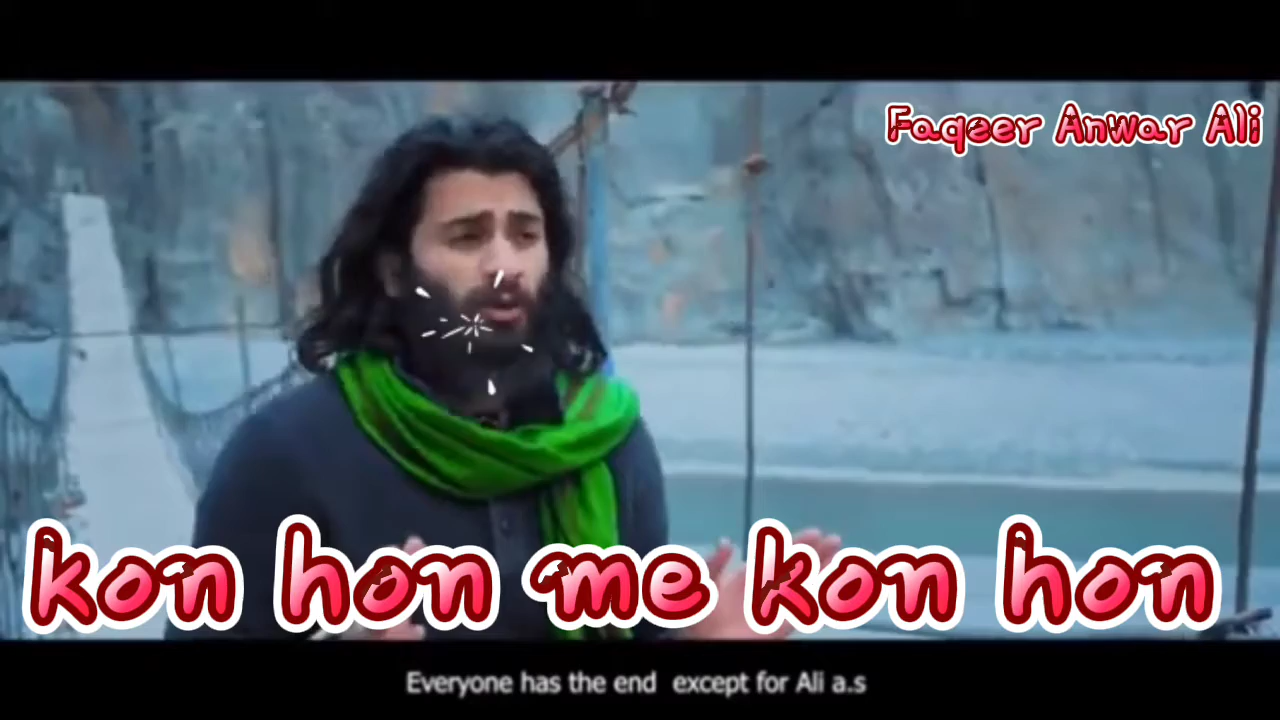 Faqeer Anwar Ali
kon hon me kon hon
Everyone has the end except for Ali a.s